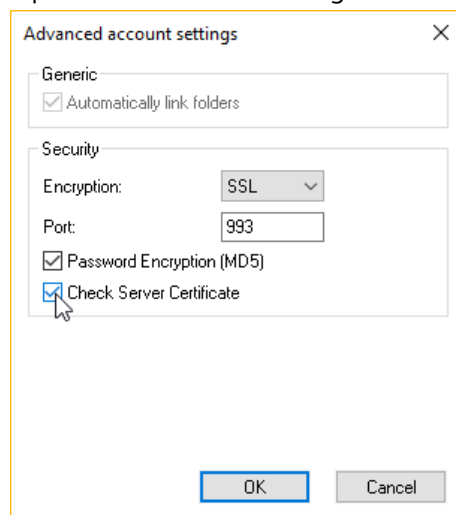 Advanced account settings
Generic
Automatically link folders
Security
Encryption: SSL
Port: 993
Password Encryption (MD5)
Check Server Certificate
OK Cancel